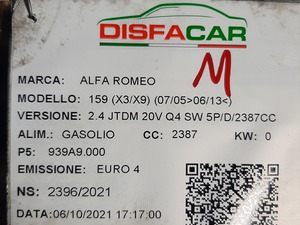 DISFACAR
MARCA: ALFA ROMEO
M
MODELLO: 159 (X3/X9) (07/05>06/13<)
VERSIONE: 2.4 JTDM 20V Q4 SW 5P/D/2387CC
ALIM.: GASOLIO CC: 2387 KW: 0
P5: 939A9.000
EMISSIONE: EURO 4
NS: 2396/2021
DATA:06/10/2021 17:17:00